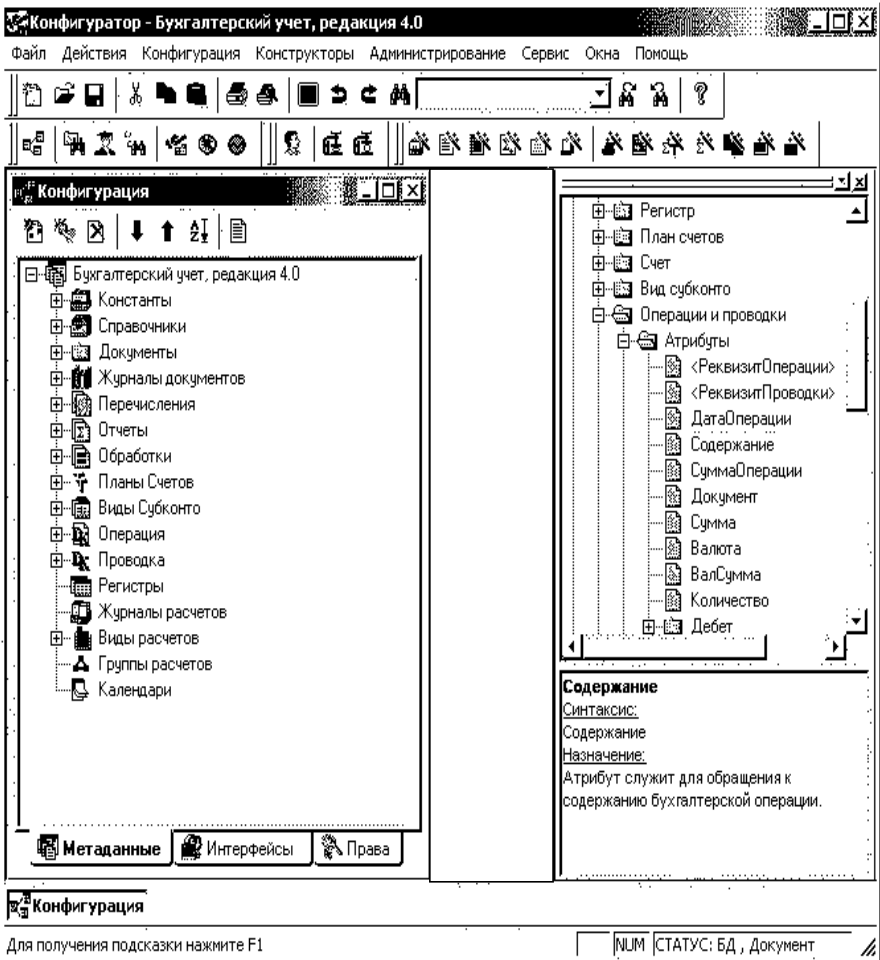 Конфигуратор - Бухгалтерский учет, редакция 4.0
Файл Действия Конфигурация Конструкторы Администрирование Сервис Окна Помощь
Конфигурация
Бухгалтерский учет, редакция 4.0
Константы
Справочники
Документы
Журналы документов
Перечисления
Отчеты
Обработки
Планы Счетов
Виды Субконто
Операция
Проводка
Регистры
Журналы расчетов
Виды расчетов
Группы расчетов
Календари
Метаданные Интерфейсы Права
Регистр
План счетов
Счет
Вид субконто
Операции и проводки
Атрибуты
<РеквизитОперации>
<РеквизитПроводки>
ДатаОперации
Содержание
СуммаОперации
Документ
Сумма
Валюта
ВалСумма
Количество
Дебет
Содержание
Синтаксис:
Содержание
Назначение:
Атрибут служит для обращения к
содержанию бухгалтерской операции.
Конфигурация
Для получения подсказки нажмите F1 NUM СТАТУС: БД , Документ